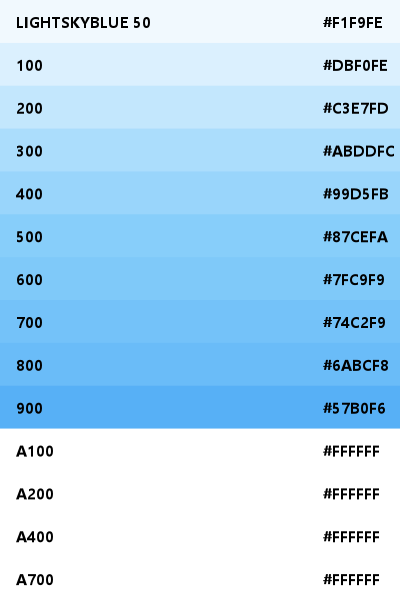 LIGHTSKYBLUE 50 #F1F9FE
100 #DBF0FE
200 #C3E7FD
300 #ABDDFC
400 #99D5FB
500 #87CEFA
600 #7FC9F9
700 #74C2F9
800 #6ABCF8
900 #57B0F6
A100 #FFFFFF
A200 #FFFFFF
A400 #FFFFFF
A700 #FFFFFF